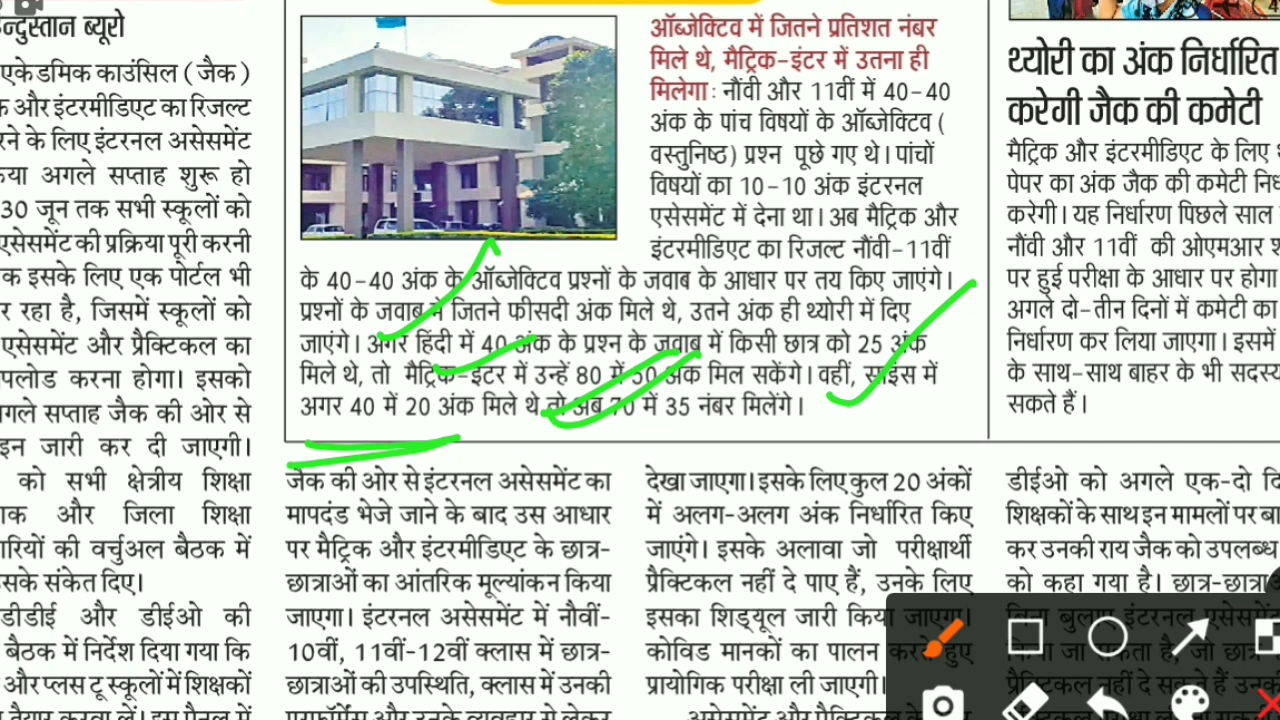 न्दुस्तान ब्यूरो
एकेडमिक काउंसिल (जैक)
और इंटरमीडिएट का रिजल्ट
रने के लिए इंटरनल असेसमेंट
अगले सप्ताह शुरू हो
30 जून तक सभी स्कूलों को
एसेसमेंट की प्रक्रिया पूरी करनी
क इसके लिए एक पोर्टल भी
र रहा है, जिसमें स्कूलों को
एसेसमेंट और प्रैक्टिकल का
पलोड करना होगा। इसको
गले सप्ताह जैक की ओर से
इन जारी कर दी जाएगी।
को सभी क्षेत्रीय शिक्षा
और जिला शिक्षा
रियों की वर्चुअल बैठक में
सके संकेत दिए।
डीडीई और डीईओ की
बैठक में निर्देश दिया गया कि
और प्लस टू स्कूलों में शिक्षकों
ऑब्जेक्टिव में जितने प्रतिशत नंबर
मिले थे, मैट्रिक-इंटर में उतना ही
मिलेगा : नौंवी और 11वीं में 40-40
अंक के पांच विषयों के ऑब्जेक्टिव (
वस्तुनिष्ठ) प्रश्न पूछे गए थे। पांचों
विषयों का 10-10 अंक इंटरनल
एसेसमेंट में देना था। अब मैट्रिक और
इंटरमीडिएट का रिजल्ट नौंवी-11वीं
के 40-40 अंक के ऑब्जेक्टिव प्रश्नों के जवाब के आधार पर तय किए जाएंगे।
प्रश्नों के जवाब में जितने फीसदी अंक मिले थे, उतने अंक ही थ्योरी में दिए
जाएंगे। अगर हिंदी में 40 अंक के प्रश्न के जवाब में किसी छात्र को 25 अंक
मिले थे, तो मैट्रिक-इंटर में उन्हें 80 में 50 अंक मिल सकेंगे। वहीं, साइंस में
अगर 40 में 20 अंक मिले थे तो अब 70 में 35 नंबर मिलेंगे।
जैक की ओर से इंटरनल असेसमेंट का
मापदंड भेजे जाने के बाद उस आधार
पर मैट्रिक और इंटरमीडिएट के छात्र-
छात्राओं का आंतरिक मूल्यांकन किया
जाएगा। इंटरनल असेसमेंट में नौवीं-
10वीं, 11वीं-12वीं क्लास में छात्र-
छात्राओं की उपस्थिति, क्लास में उनकी
देखा जाएगा। इसके लिए कुल 20 अंकों
में अलग-अलग अंक निर्धारित किए
जाएंगे। इसके अलावा जो परीक्षार्थी
प्रैक्टिकल नहीं दे पाए हैं, उनके लिए
इसका शिड्यूल जारी किया जाएगा।
कोविड मानकों का पालन करते हुए
प्रायोगिक परीक्षा ली जाएगी।
थ्योरी का अंक निर्धारित
करेगी जैक की कमेटी
मैट्रिक और इंटरमीडिएट के लिए
पेपर का अंक जैक की कमेटी
करेगी। यह निर्धारण पिछले साल
नौंवी और 11वीं की ओएमआर
पर हुई परीक्षा के आधार पर होगा
अगले दो-तीन दिनों में कमेटी का
निर्धारण कर लिया जाएगा। इसमें
के साथ-साथ बाहर के भी सदस्य
सकते हैं।
डीईओ को अगले एक-दो
शिक्षकों के साथ इन मामलों पर
कर उनकी राय जैक को उपलब्ध
को कहा गया है। छात्र-छात्रा